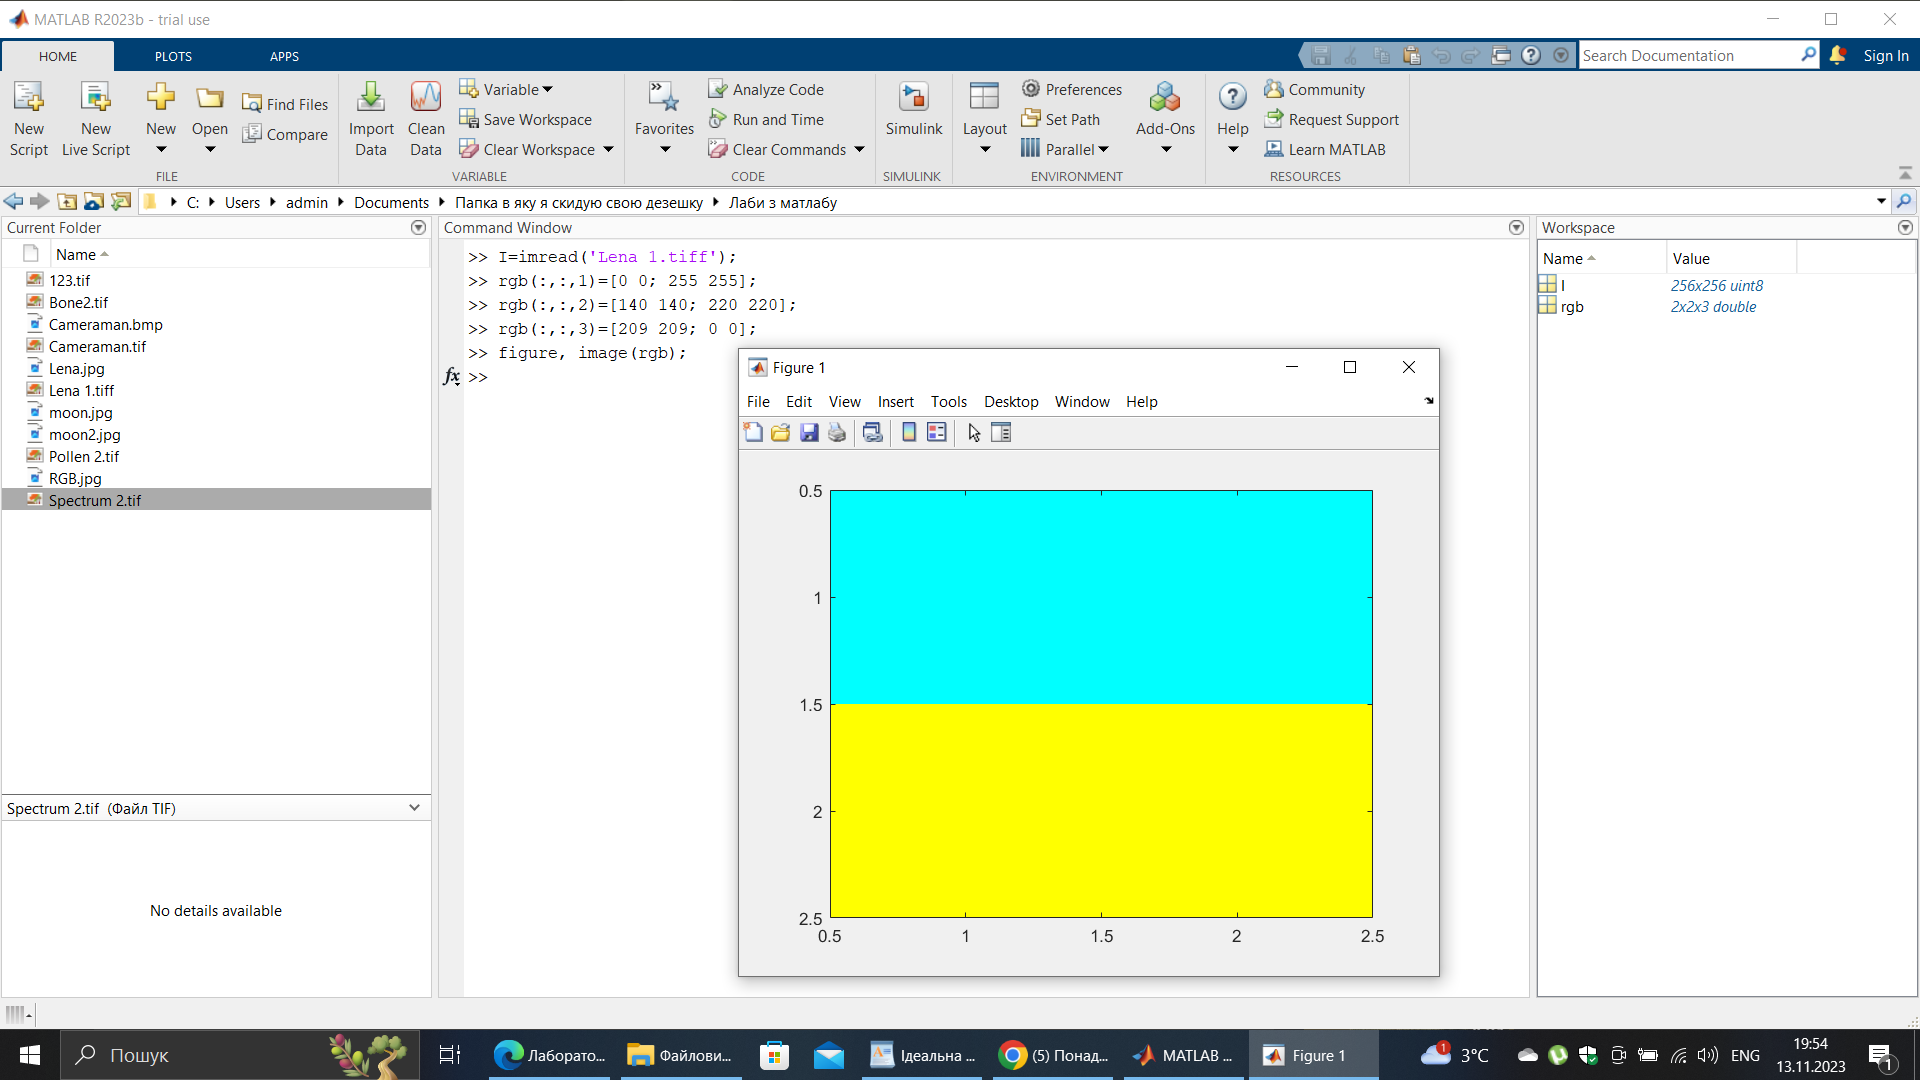 MATLAB R2023b - trial use
HOME PLOTS APPS
Search Documentation
Sign In
New Script
New Live Script
New
Open
Find Files
Compare
FILE
Import Data
Clean Data
Variable
Save Workspace
Clear Workspace
VARIABLE
Favorites
Analyze Code
Run and Time
Clear Commands
CODE
Simulink
SIMULINK
Layout
Preferences
Set Path
Parallel
Add-Ons
ENVIRONMENT
Help
Community
Request Support
Learn MATLAB
RESOURCES
C: Users admin Documents Папка в яку я скидую свою дезешку Лаби з матлабу
Current Folder
Name
123.tif
Bone2.tif
Cameraman.bmp
Cameraman.tif
Lena.jpg
Lena 1.tiff
moon.jpg
moon2.jpg
Pollen 2.tif
RGB.jpg
Spectrum 2.tif
Spectrum 2.tif (Файл TIF)
No details available
Command Window
>> I=imread('Lena 1.tiff');
>> rgb(:,:,1)=[0 0; 255 255];
>> rgb(:,:,2)=[140 140; 220 220];
>> rgb(:,:,3)=[209 209; 0 0];
>> figure, image(rgb);
fx >>
Figure 1
File Edit View Insert Tools Desktop Window Help
0.5
1
1.5
2
2.5
0.5 1 1.5 2 2.5
Workspace
Name Value
I 256x256 uint8
rgb 2x2x3 double
Пошук
Лаборато...
Файлови...
Ідеальна ...
(5) Понад...
MATLAB ...
Figure 1
1
3°C
ENG
19:54
13.11.2023
1